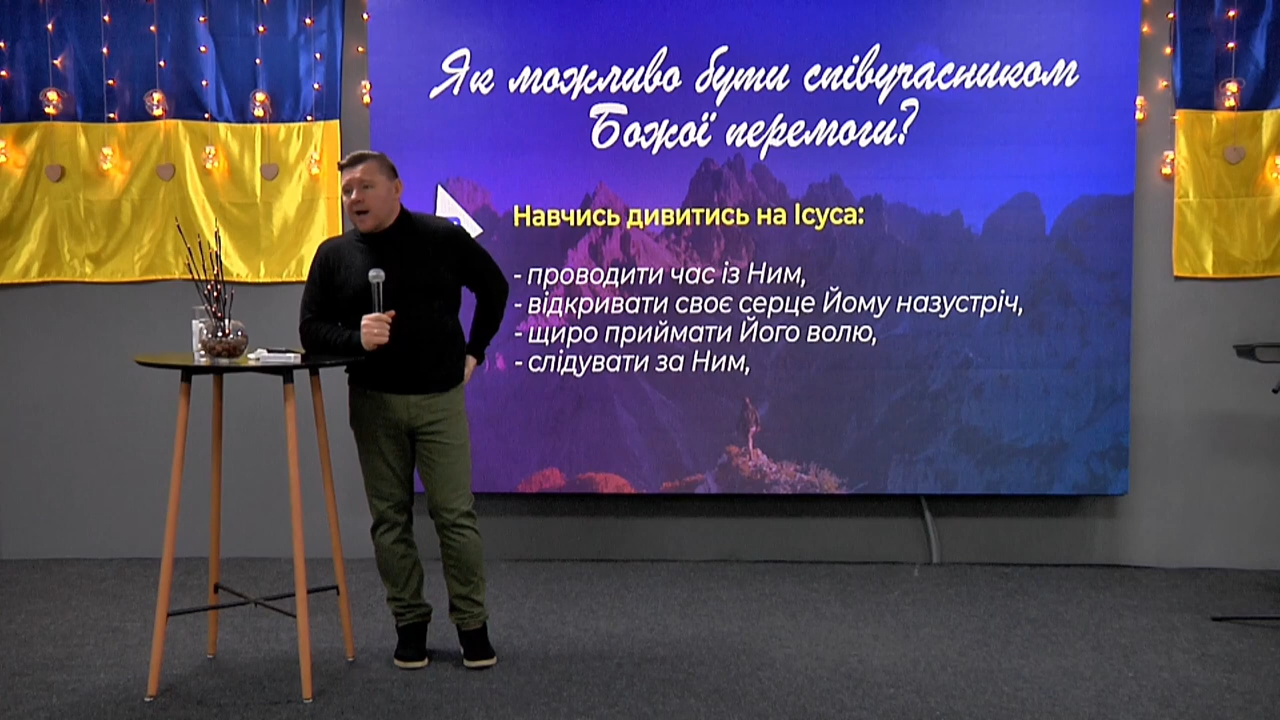 Як можливо бути співучасником
Божої перемоги?
Навчись дивитись на Ісуса:
- проводити час із Ним,
- відкривати своє серце Йому назустріч,
- щиро приймати Його волю,
- слідувати за Ним,